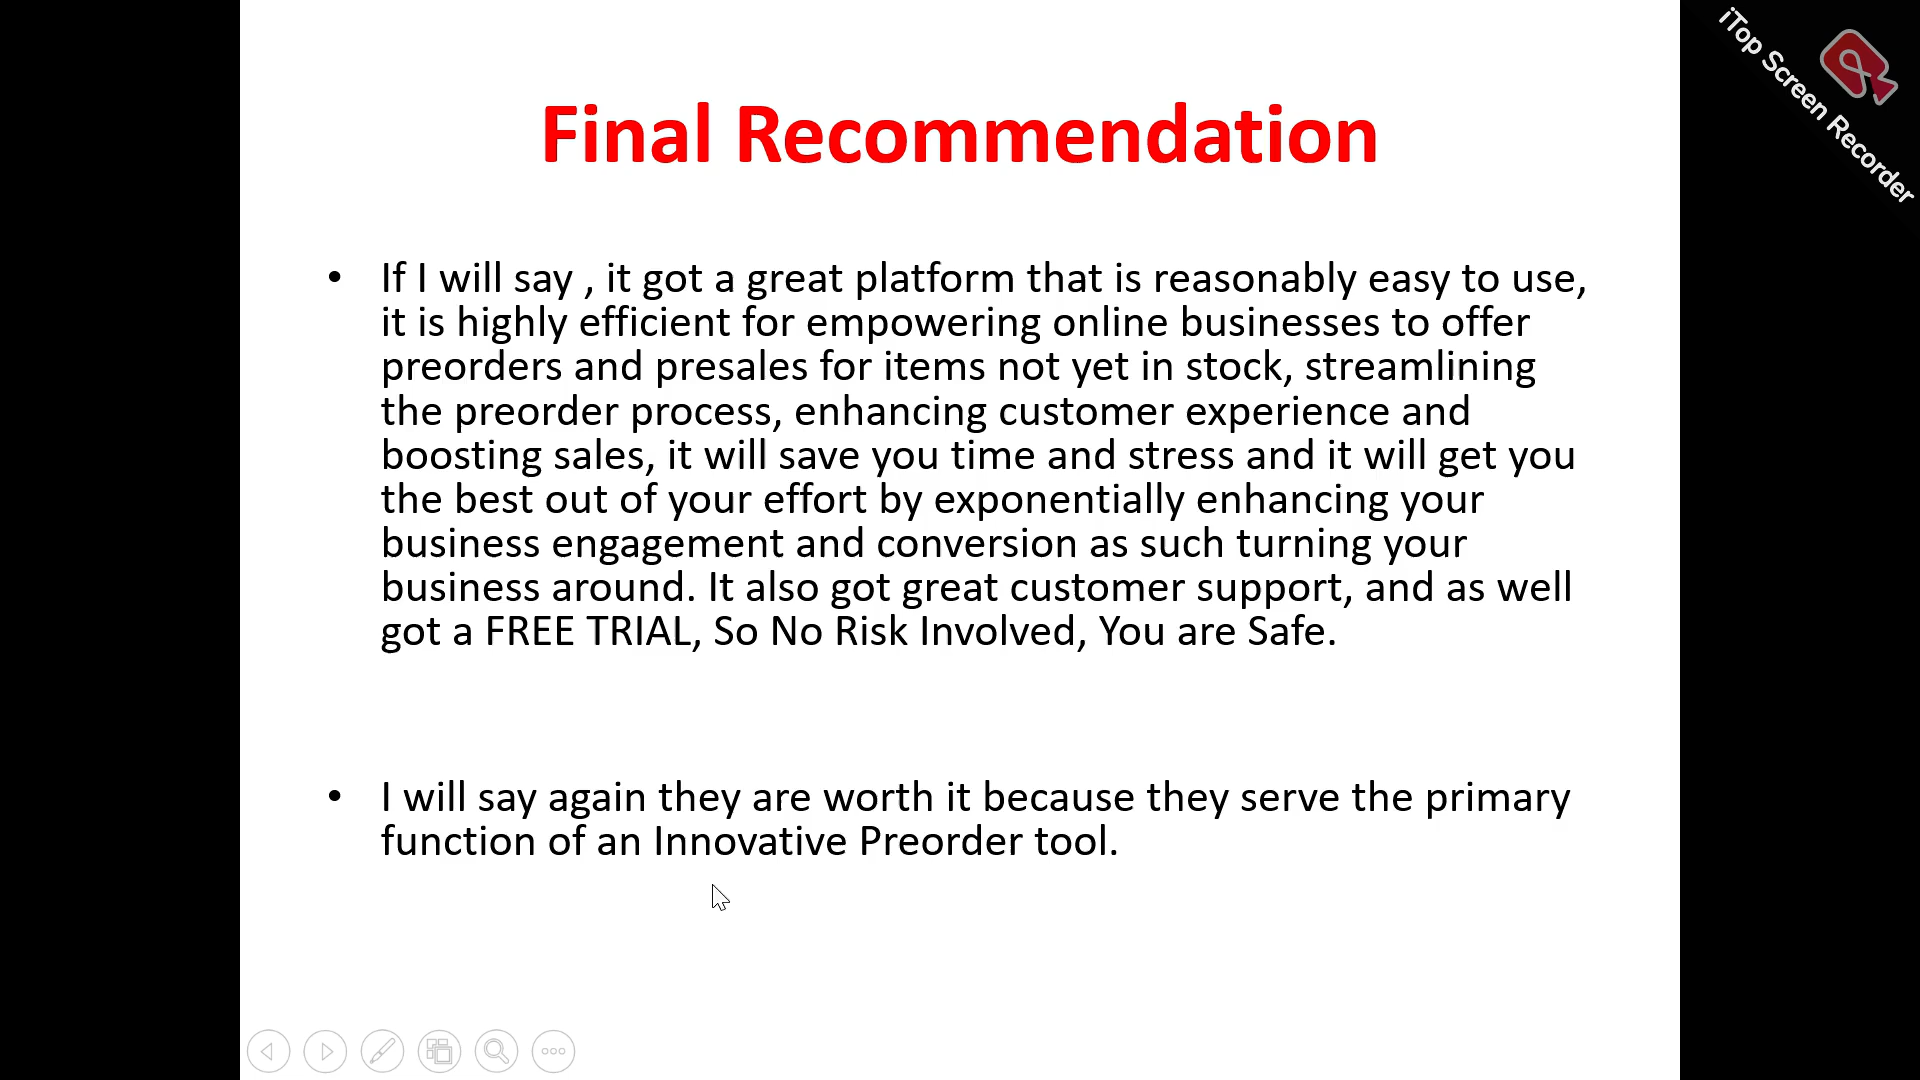 Final Recommendation
iTop Screen Recorder
• If I will say , it got a great platform that is reasonably easy to use,
it is highly efficient for empowering online businesses to offer
preorders and presales for items not yet in stock, streamlining
the preorder process, enhancing customer experience and
boosting sales, it will save you time and stress and it will get you
the best out of your effort by exponentially enhancing your
business engagement and conversion as such turning your
business around. It also got great customer support, and as well
got a FREE TRIAL, So No Risk Involved, You are Safe.
• I will say again they are worth it because they serve the primary
function of an Innovative Preorder tool.